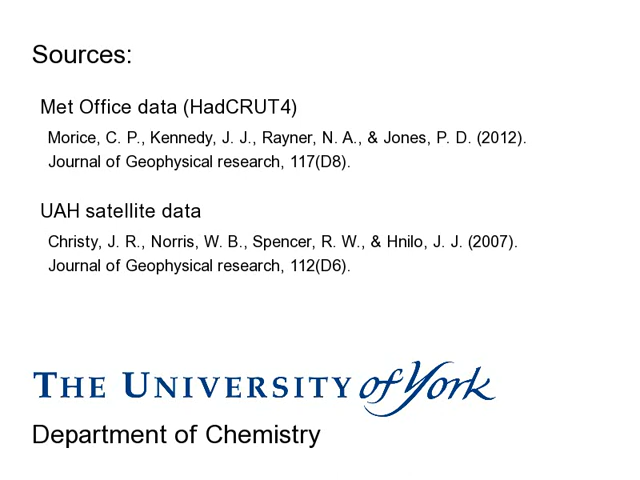 Sources:
Met Office data (HadCRUT4)
Morice, C. P., Kennedy, J. J., Rayner, N. A., & Jones, P. D. (2012).
Journal of Geophysical research, 117(D8).
UAH satellite data
Christy, J. R., Norris, W. B., Spencer, R. W., & Hnilo, J. J. (2007).
Journal of Geophysical research, 112(D6).
THE UNIVERSITY of York
Department of Chemistry